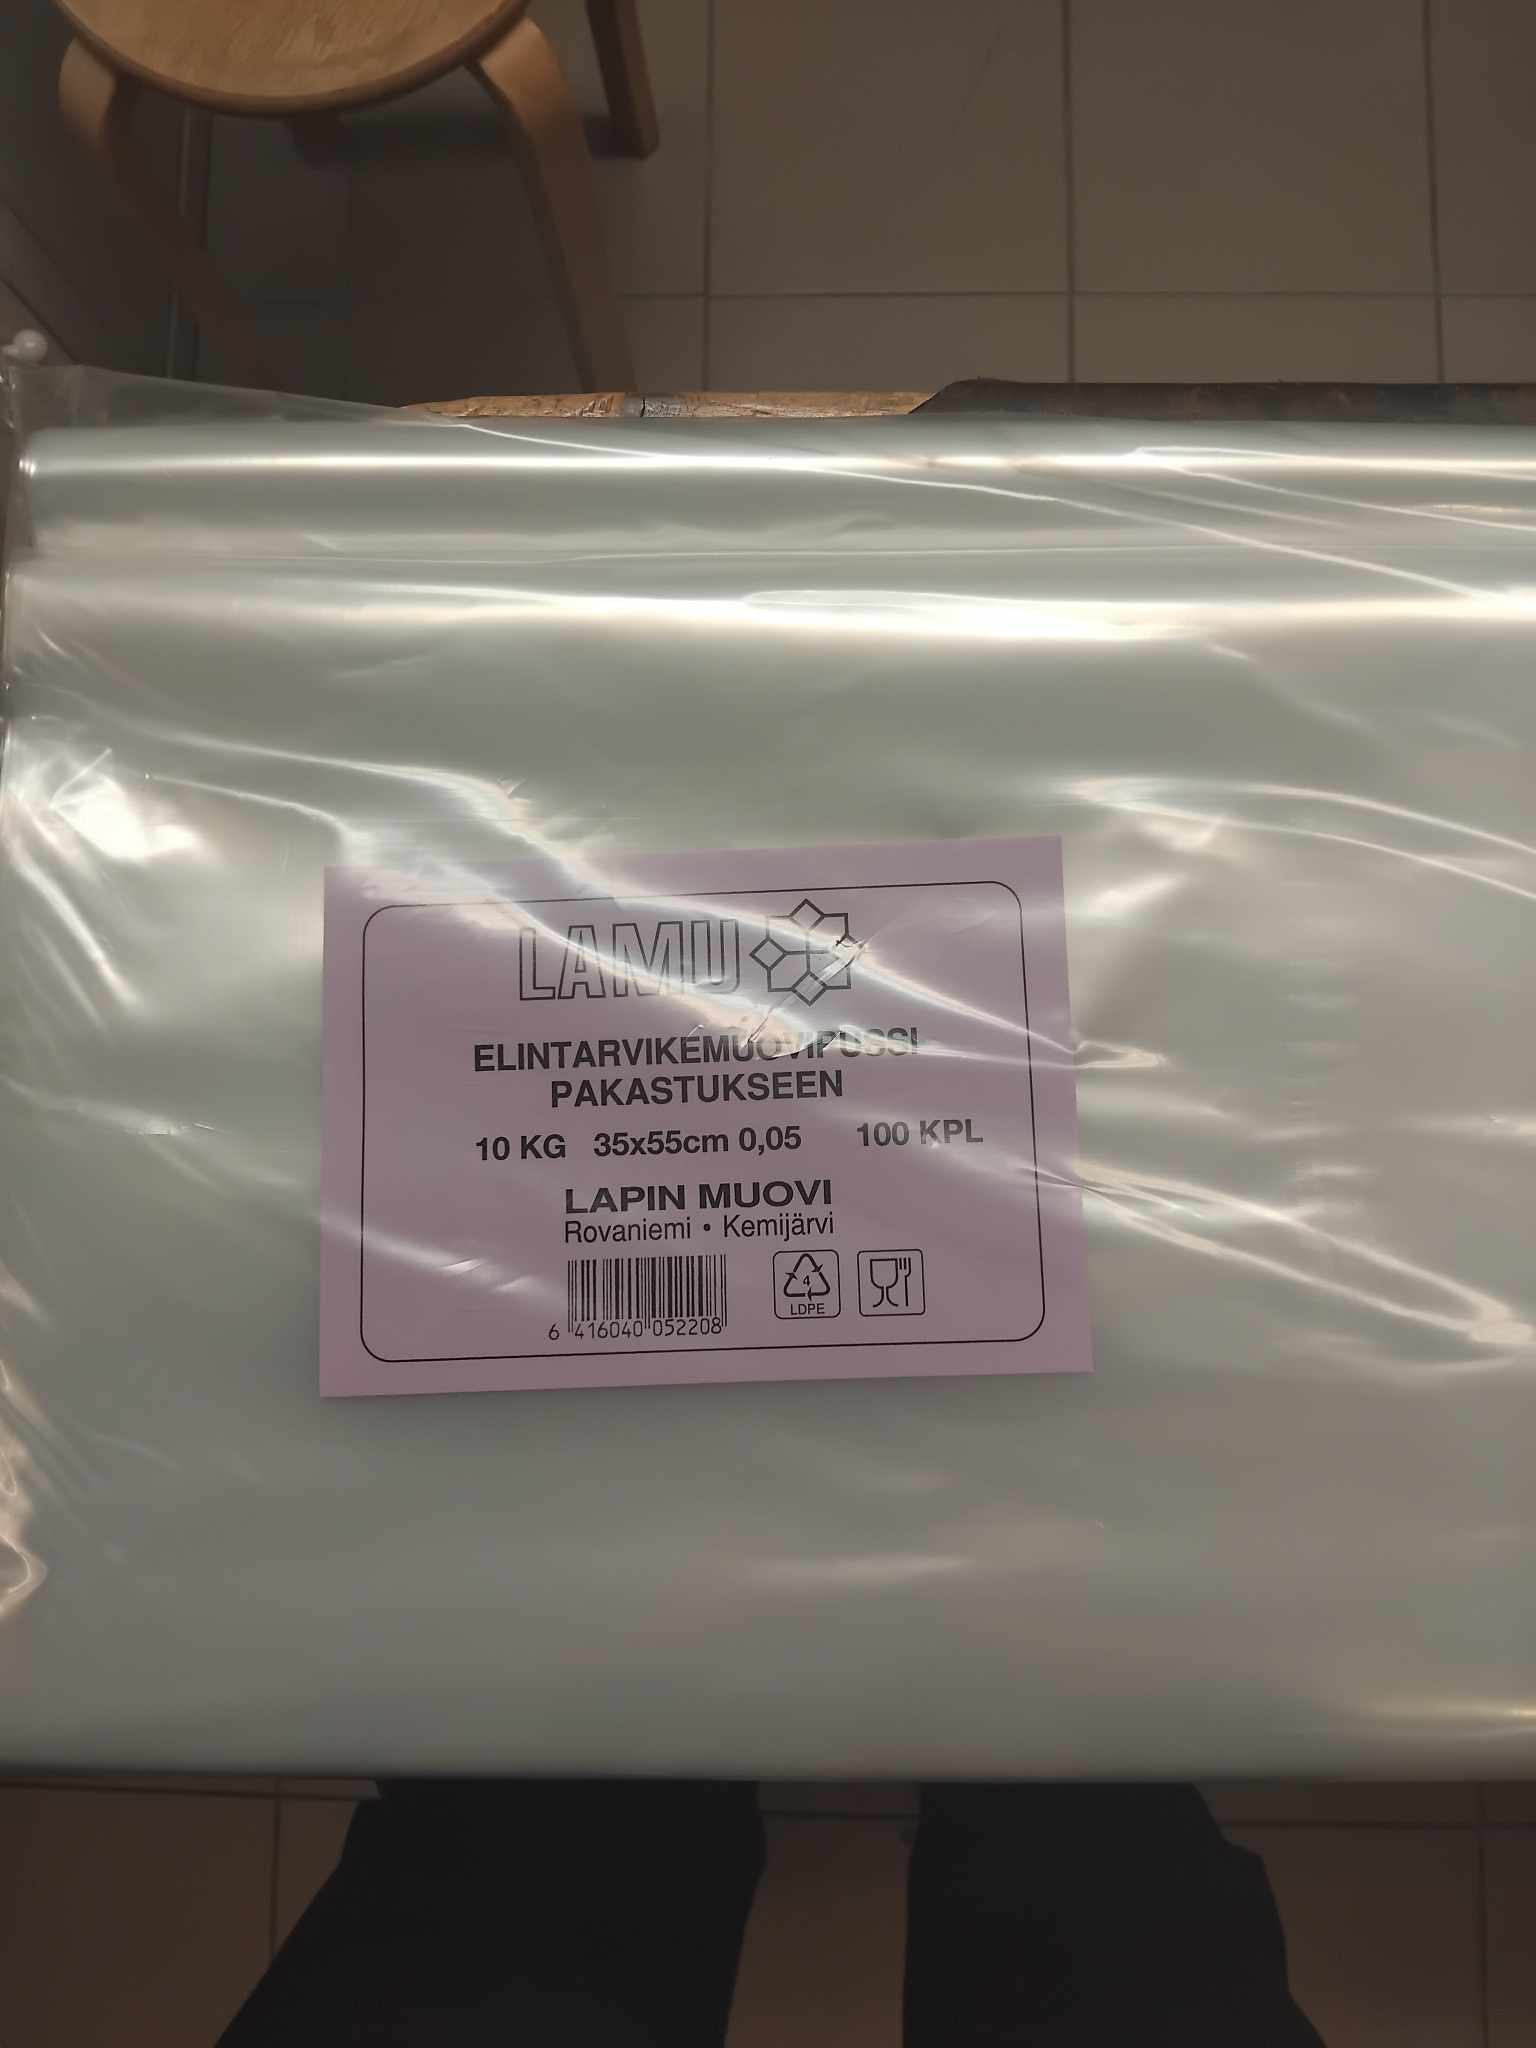 LAMU
ELINTARVIKEMUOVIPUSSI
PAKASTUKSEEN
10 KG 35x55cm 0,05 100 KPL
LAPIN MUOVI
Rovaniemi • Kemijärvi
4
LDPE
6 416040 052208